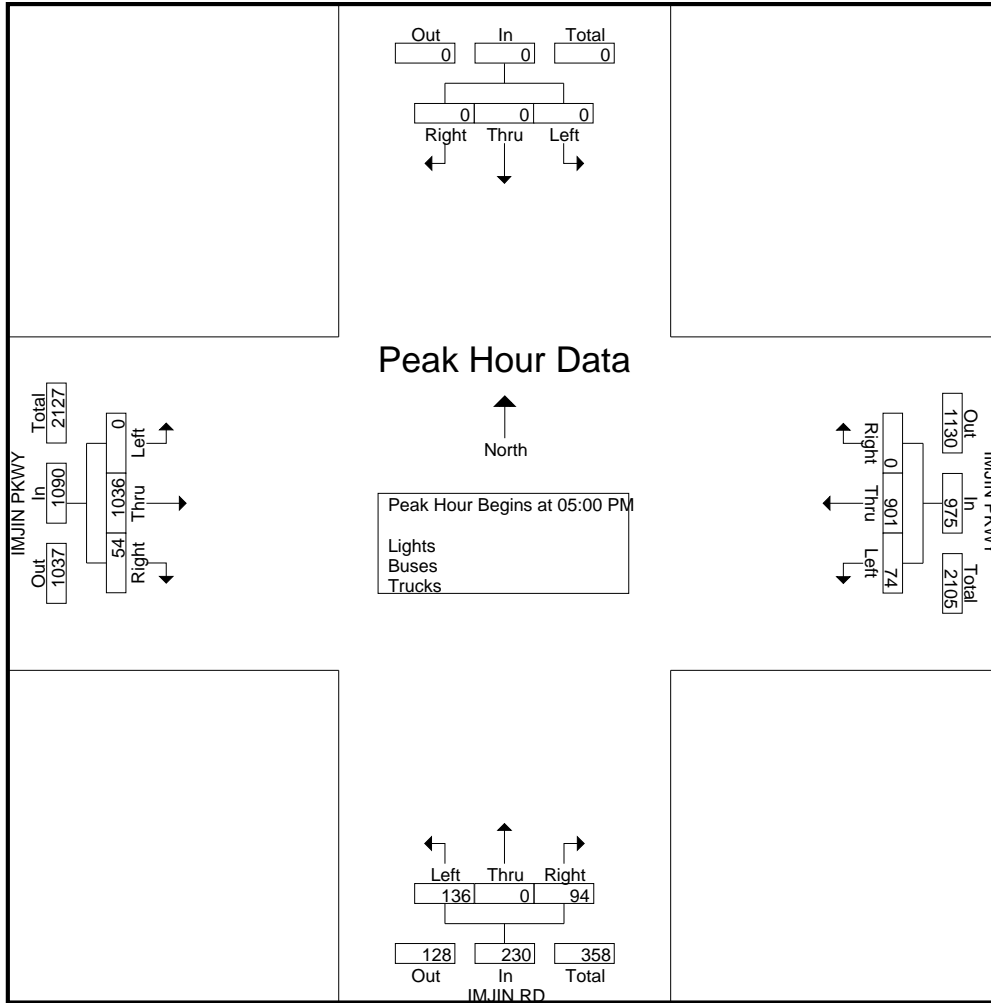 Out In Total
0 0 0
0 0 0
Right Thru Left
Peak Hour Data
North
Peak Hour Begins at 05:00 PM
Lights
Buses
Trucks
IMJIN PKWY
Out In Total
1037 1090 2127
54 1036 0
Right Thru Left
IMJIN PKWY
Out In Total
1130 975 2105
0 901 74
Right Thru Left
Left Thru Right
136 0 94
128 230 358
Out In Total
IMJIN RD